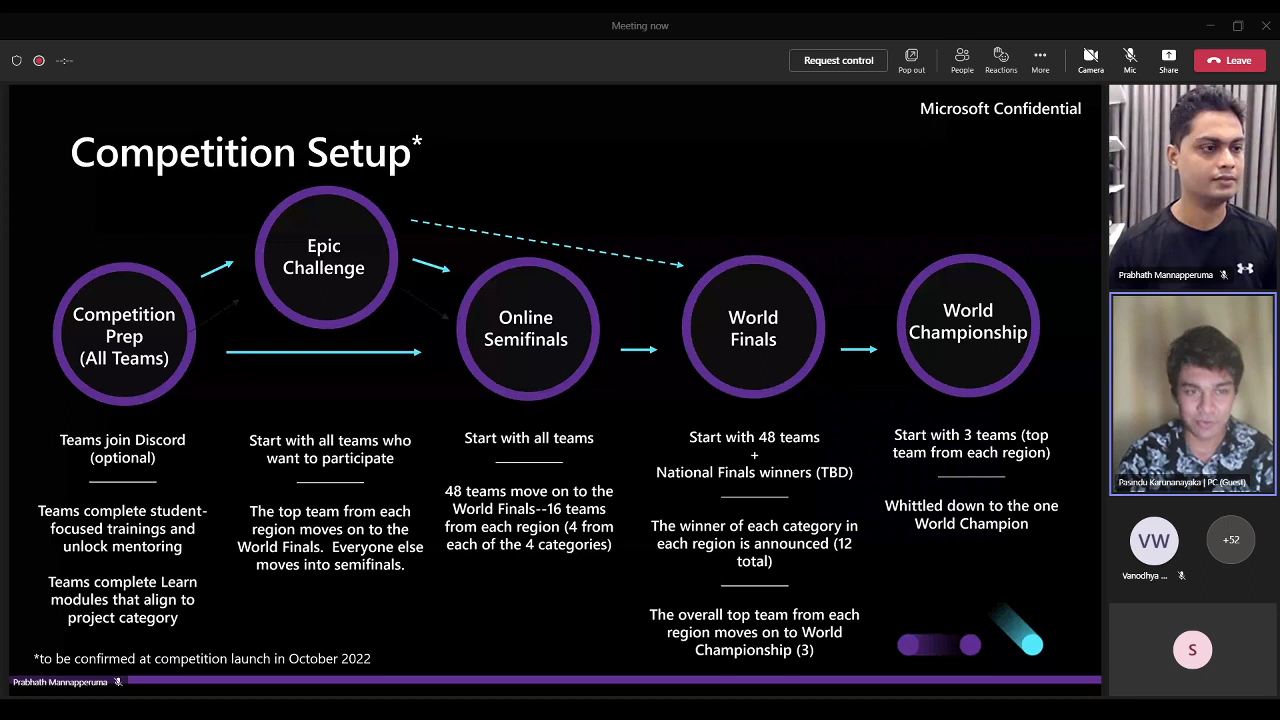 Meeting now
--:--
Request control
Pop out
People
Reactions
More
Camera
Mic
Share
Leave
Microsoft Confidential
Competition Setup*
Competition
Prep
(All Teams)
Epic
Challenge
Online
Semifinals
World
Finals
World
Championship
Teams join Discord
(optional)
Teams complete student-
focused trainings and
unlock mentoring
Teams complete Learn
modules that align to
project category
Start with all teams who
want to participate
The top team from each
region moves on to the
World Finals. Everyone else
moves into semifinals.
Start with all teams
48 teams move on to the
World Finals--16 teams
from each region (4 from
each of the 4 categories)
Start with 48 teams
+
National Finals winners (TBD)
The winner of each category in
each region is announced (12
total)
The overall top team from each
region moves on to World
Championship (3)
Start with 3 teams (top
team from each region)
Whittled down to the one
World Champion
*to be confirmed at competition launch in October 2022
Prabhath Mannapperuma
Prabhath Mannapperuma
Pasindu Karunanayaka | PC (Guest)
VW
Vanodhya ...
+52
S